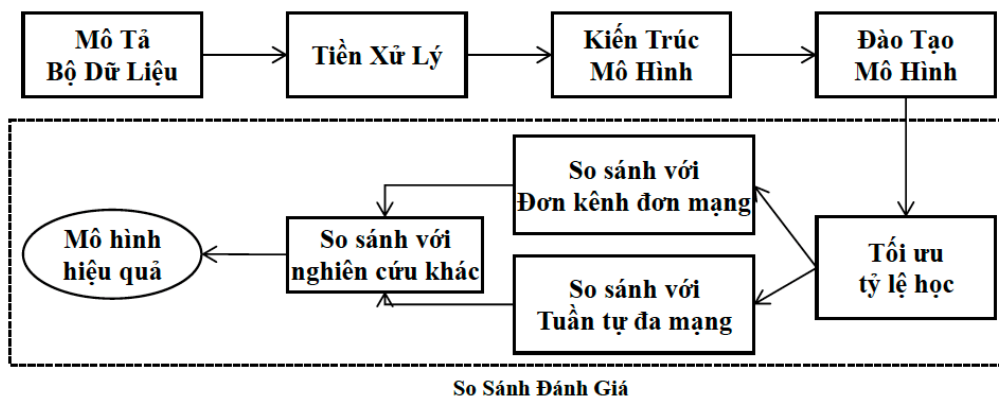 Mô Tả
Bộ Dữ Liệu
Tiền Xử Lý
Kiến Trúc
Mô Hình
Đào Tạo
Mô Hình
So sánh với
Đơn kênh đơn mạng
Mô hình
hiệu quả
So sánh với
nghiên cứu khác
Tối ưu
tỷ lệ học
So sánh với
Tuần tự đa mạng
So Sánh Đánh Giá